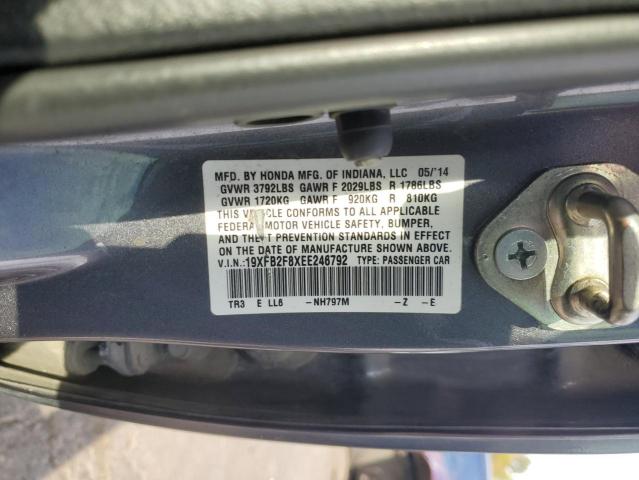 MFD. BY HONDA MFG. OF INDIANA, LLC 05/'14
GVWR 3792LBS GAWR F 2029LBS R 1786LBS
GVWR 1720KG GAWR F 920KG R 810KG
THIS VEHICLE CONFORMS TO ALL APPLICABLE
FEDERAL MOTOR VEHICLE SAFETY, BUMPER,
AND THEFT PREVENTION STANDARDS IN EFFECT
ON THE DATE OF MANUFACTURE SHOWN ABOVE.
V.I.N.:19XFB2F8XEE246792 TYPE: PASSENGER CAR
TR3 E LL6 -NH797M -Z -E